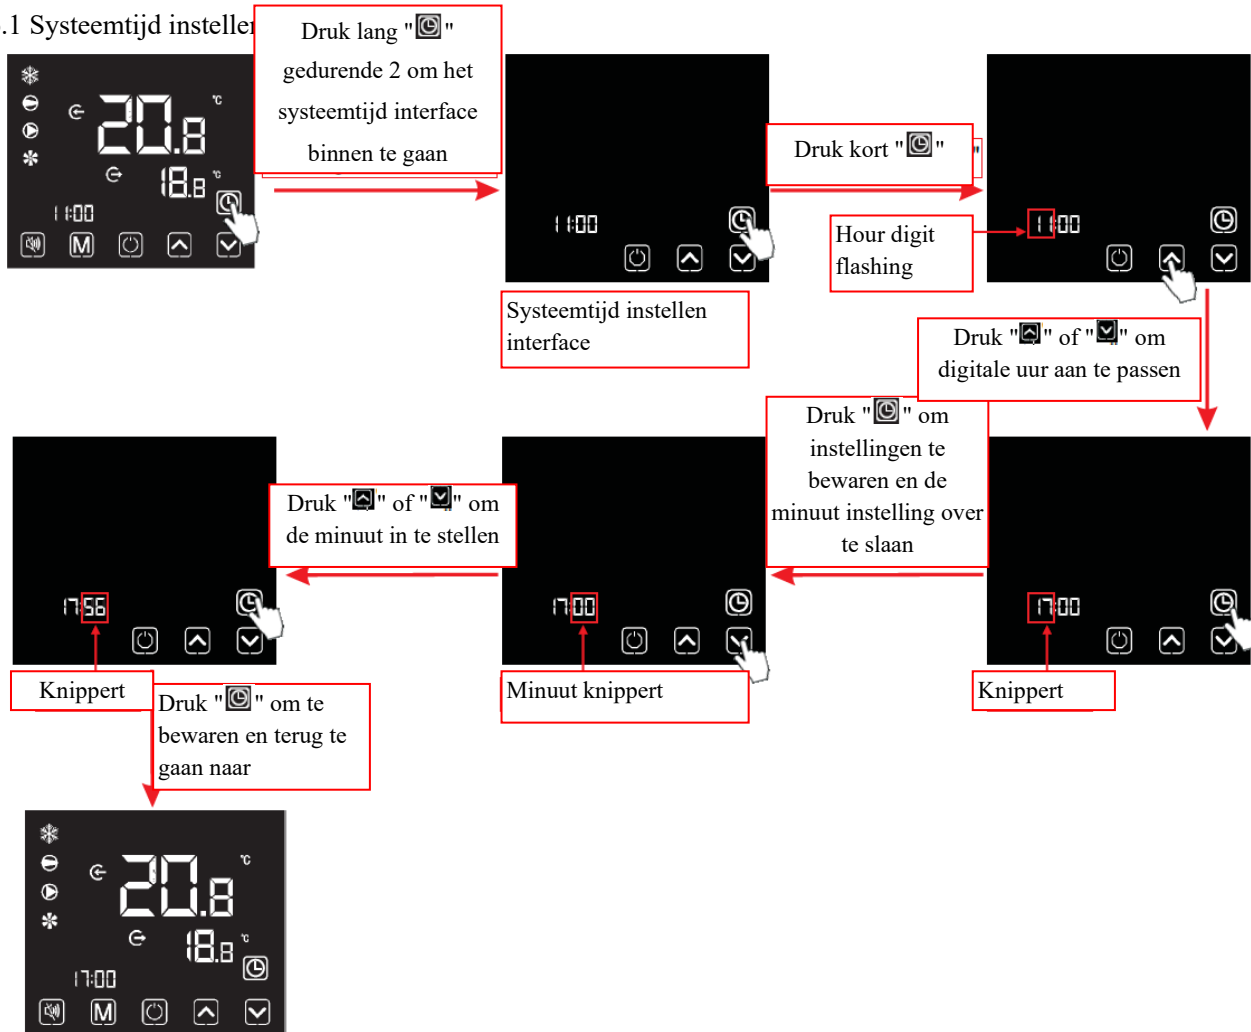 .1 Systeemtijd instellen
Druk lang " "
gedurende 2 om het
systeemtijd interface
binnen te gaan
20.8 °C
18.8 °C
11:00
M
11:00
Systeemtijd instellen
interface
Druk kort " "
"
Hour digit
flashing
11:00
Druk " " of " " om
digitale uur aan te passen
17:00
Knippert
Druk " " om
instellingen te
bewaren en de
minuut instelling over
te slaan
17:00
Minuut knippert
Druk " " of " " om
de minuut in te stellen
17:56
Knippert
Druk " " om te
bewaren en terug te
gaan naar
20.8 °C
18.8 °C
17:00
M